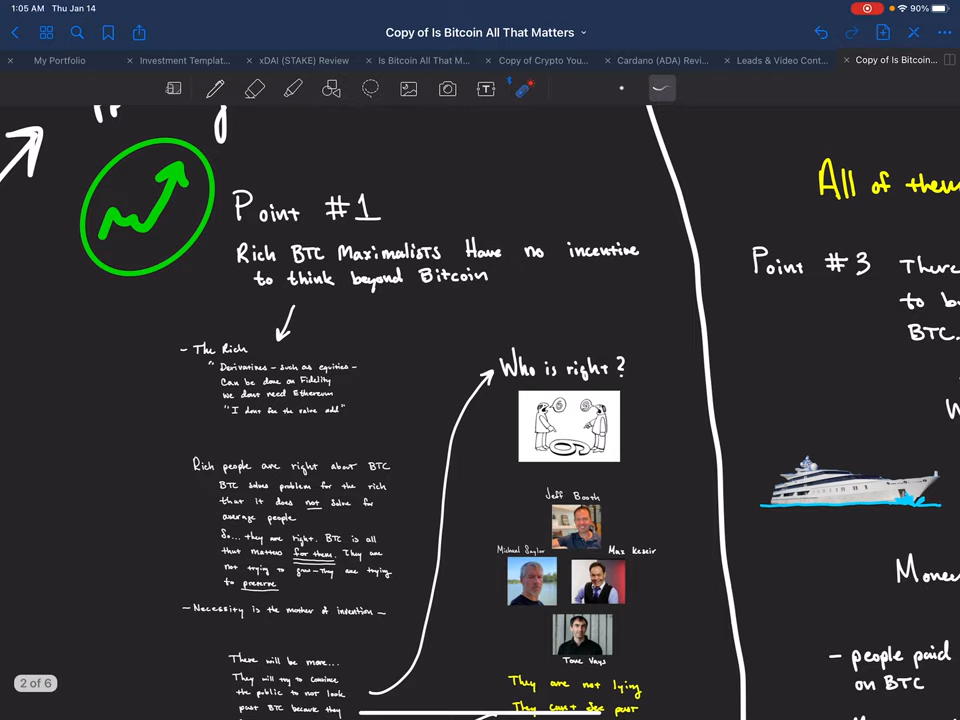 1:05 AM Thu Jan 14
90%
Copy of Is Bitcoin All That Matters
My Portfolio
Investment Templat...
xDAI (STAKE) Review
Is Bitcoin All That M...
Copy of Crypto You...
Cardano (ADA) Revi...
Leads & Video Cont...
Copy of Is Bitcoin...
T
Point #1
Rich BTC Maximalists Have no incentive
to think beyond Bitcoin
- The Rich
"Derivatives - such as equities -
Can be done on Fidelity
We dont need Ethereum
"I dont see the value add"
Rich people are right about BTC
BTC solves problem for the rich
that it does not solve for
average people
So... they are right. BTC is all
that matters for them. They are
not trying to grow - They are trying
to preserve
- Necessity is the mother of invention -
There will be more...
They will try to convince
the public to not look
past BTC because they
Who is right?
Jeff Booth
Michael Saylor
Max Keseir
Tone Vays
They are not lying
They cant see past
All of them
Point #3 There
to b
BTC.
W
Mone
- people paid
on BTC
2 of 6